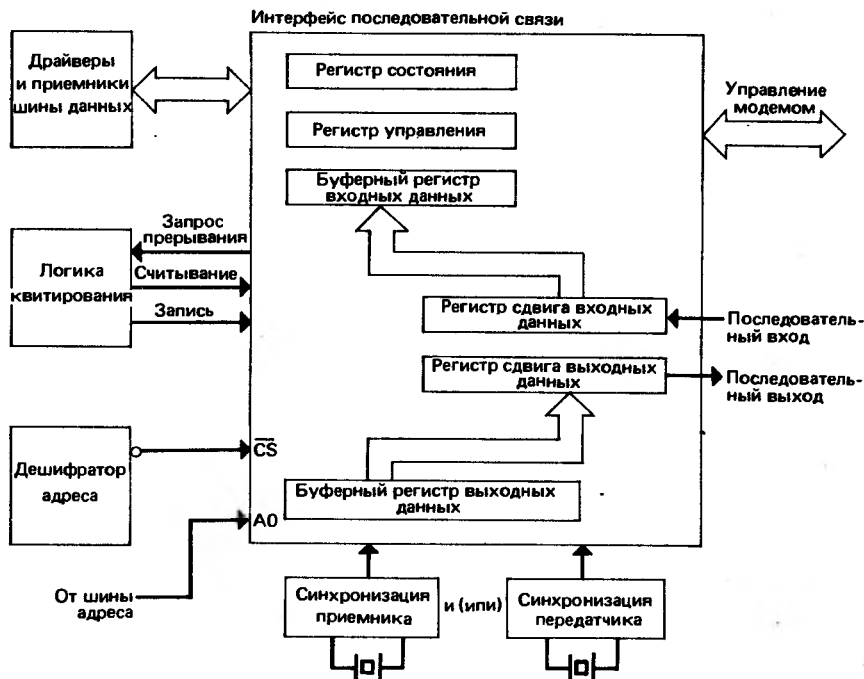 Интерфейс последовательной связи
Драйверы
и приемники
шины данных
Регистр состояния
Регистр управления
Буферный регистр
входных данных
Управление
модемом
Запрос
прерывания
Логика
квитирования
Считывание
Запись
Регистр сдвига входных
данных
Последователь-
ный вход
Регистр сдвига выходных
данных
Последователь-
ный выход
Дешифратор
адреса
CS
Буферный регистр выходных
данных
A0
От шины
адреса
Синхронизация
приемника
и (ипи)
Синхронизация
передатчика